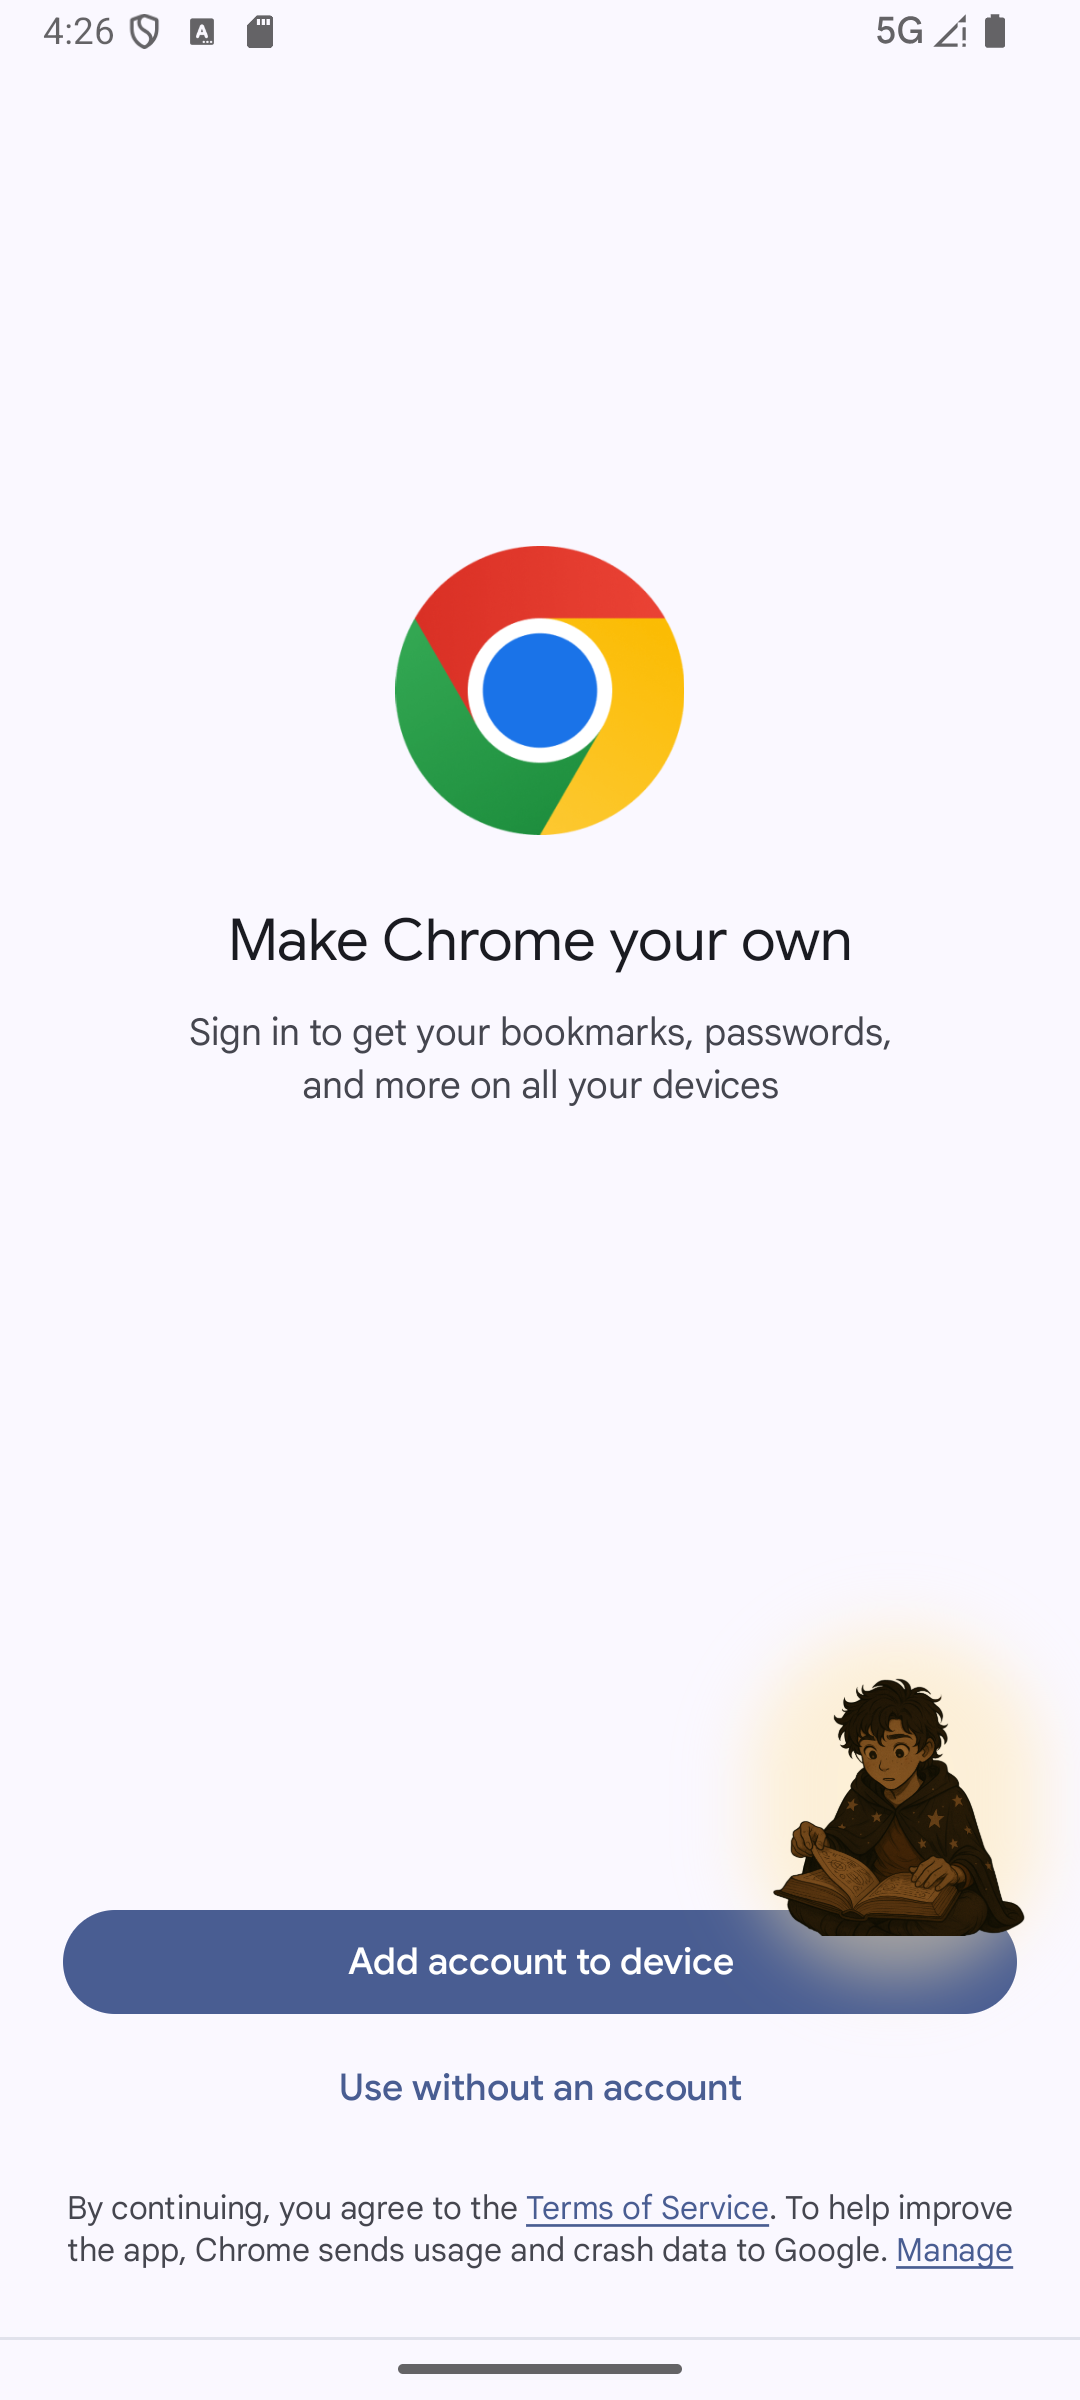 4:26
5G
Make Chrome your own
Sign in to get your bookmarks, passwords,
and more on all your devices
Add account to device
Use without an account
By continuing, you agree to the Terms of Service. To help improve
the app, Chrome sends usage and crash data to Google. Manage